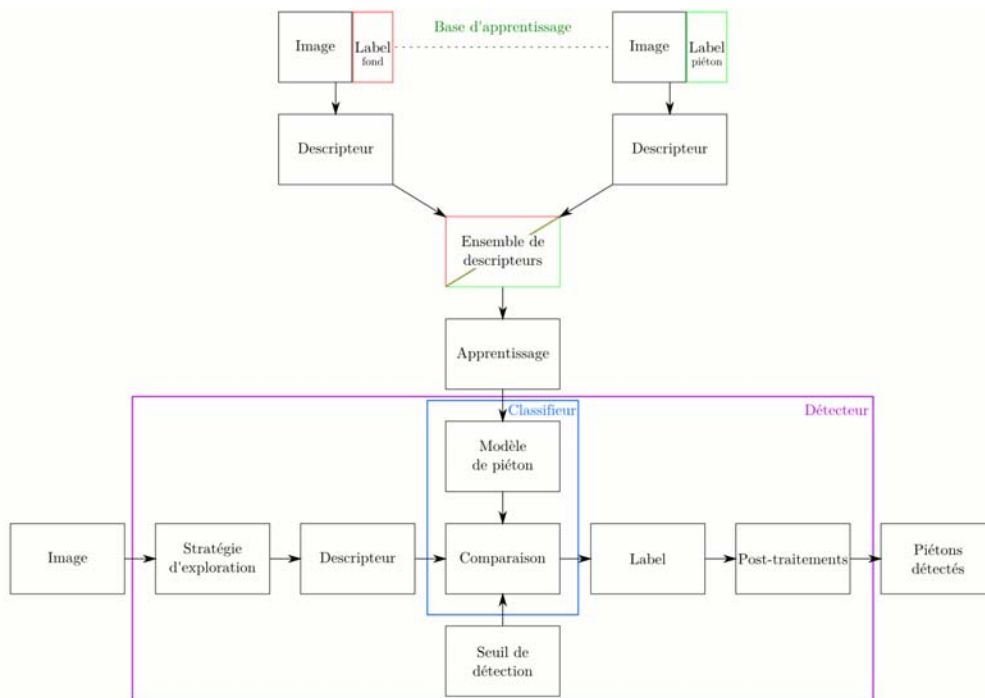 Base d'apprentissage
Image
Label
fond
Image
Label
piéton
Descripteur
Descripteur
Ensemble de
descripteurs
Apprentissage
Classifieur
Détecteur
Modèle
de piéton
Image
Stratégie
d'exploration
Descripteur
Comparaison
Label
Post-traitements
Piétons
détectés
Seuil de
détection